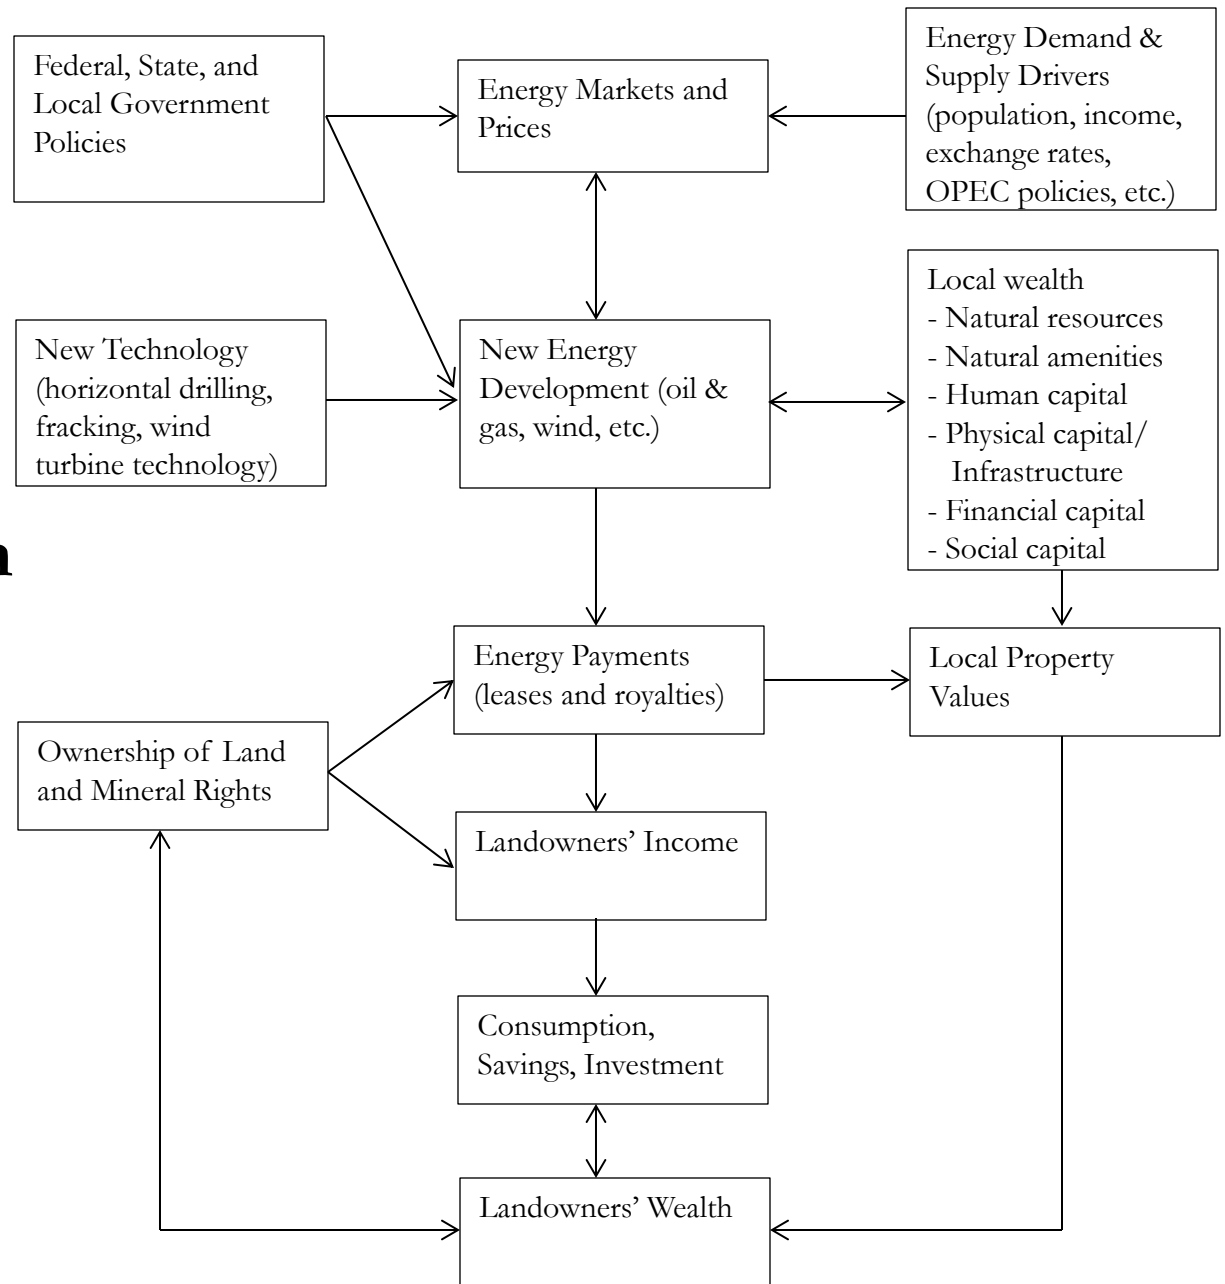 Federal, State, and
Local Government
Policies
Energy Markets and
Prices
Energy Demand &
Supply Drivers
(population, income,
exchange rates,
OPEC policies, etc.)
New Technology
(horizontal drilling,
fracking, wind
turbine technology)
New Energy
Development (oil &
gas, wind, etc.)
Local wealth
- Natural resources
- Natural amenities
- Human capital
- Physical capital/
Infrastructure
- Financial capital
- Social capital
n
Energy Payments
(leases and royalties)
Local Property
Values
Ownership of Land
and Mineral Rights
Landowners’ Income
Consumption,
Savings, Investment
Landowners’ Wealth